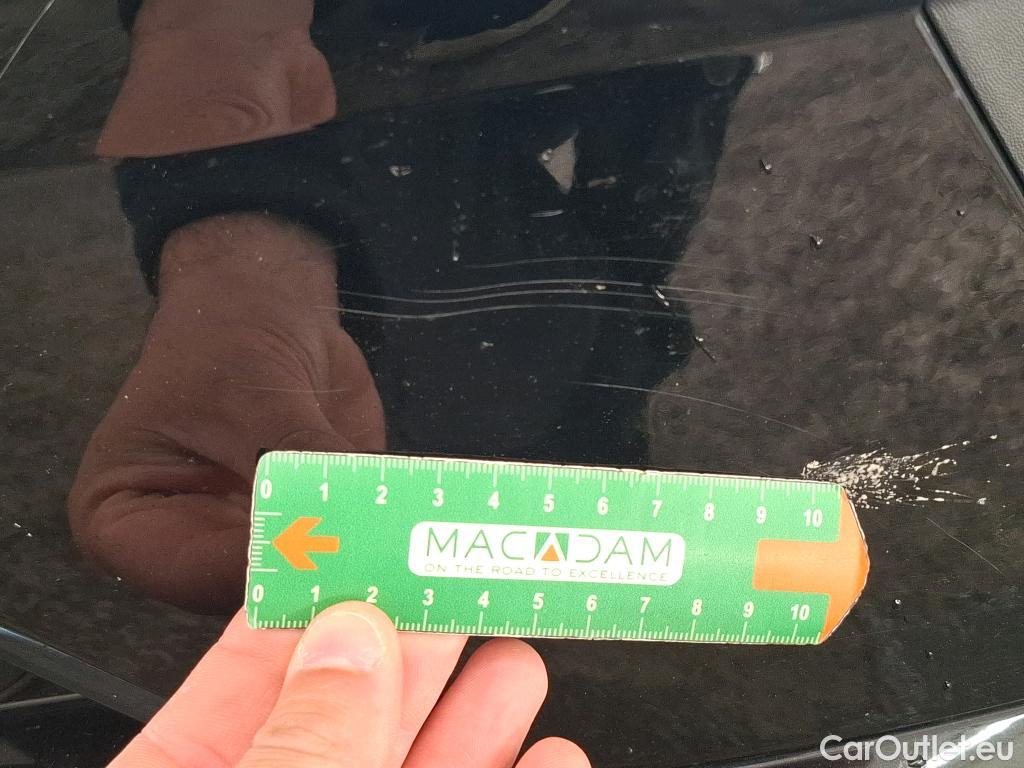 0 1 2 3 4 5 6 7 8 9 10
MACADAM
ON THE ROAD TO EXCELLENCE
0 1 2 3 4 5 6 7 8 9 10
CarOutlet.eu